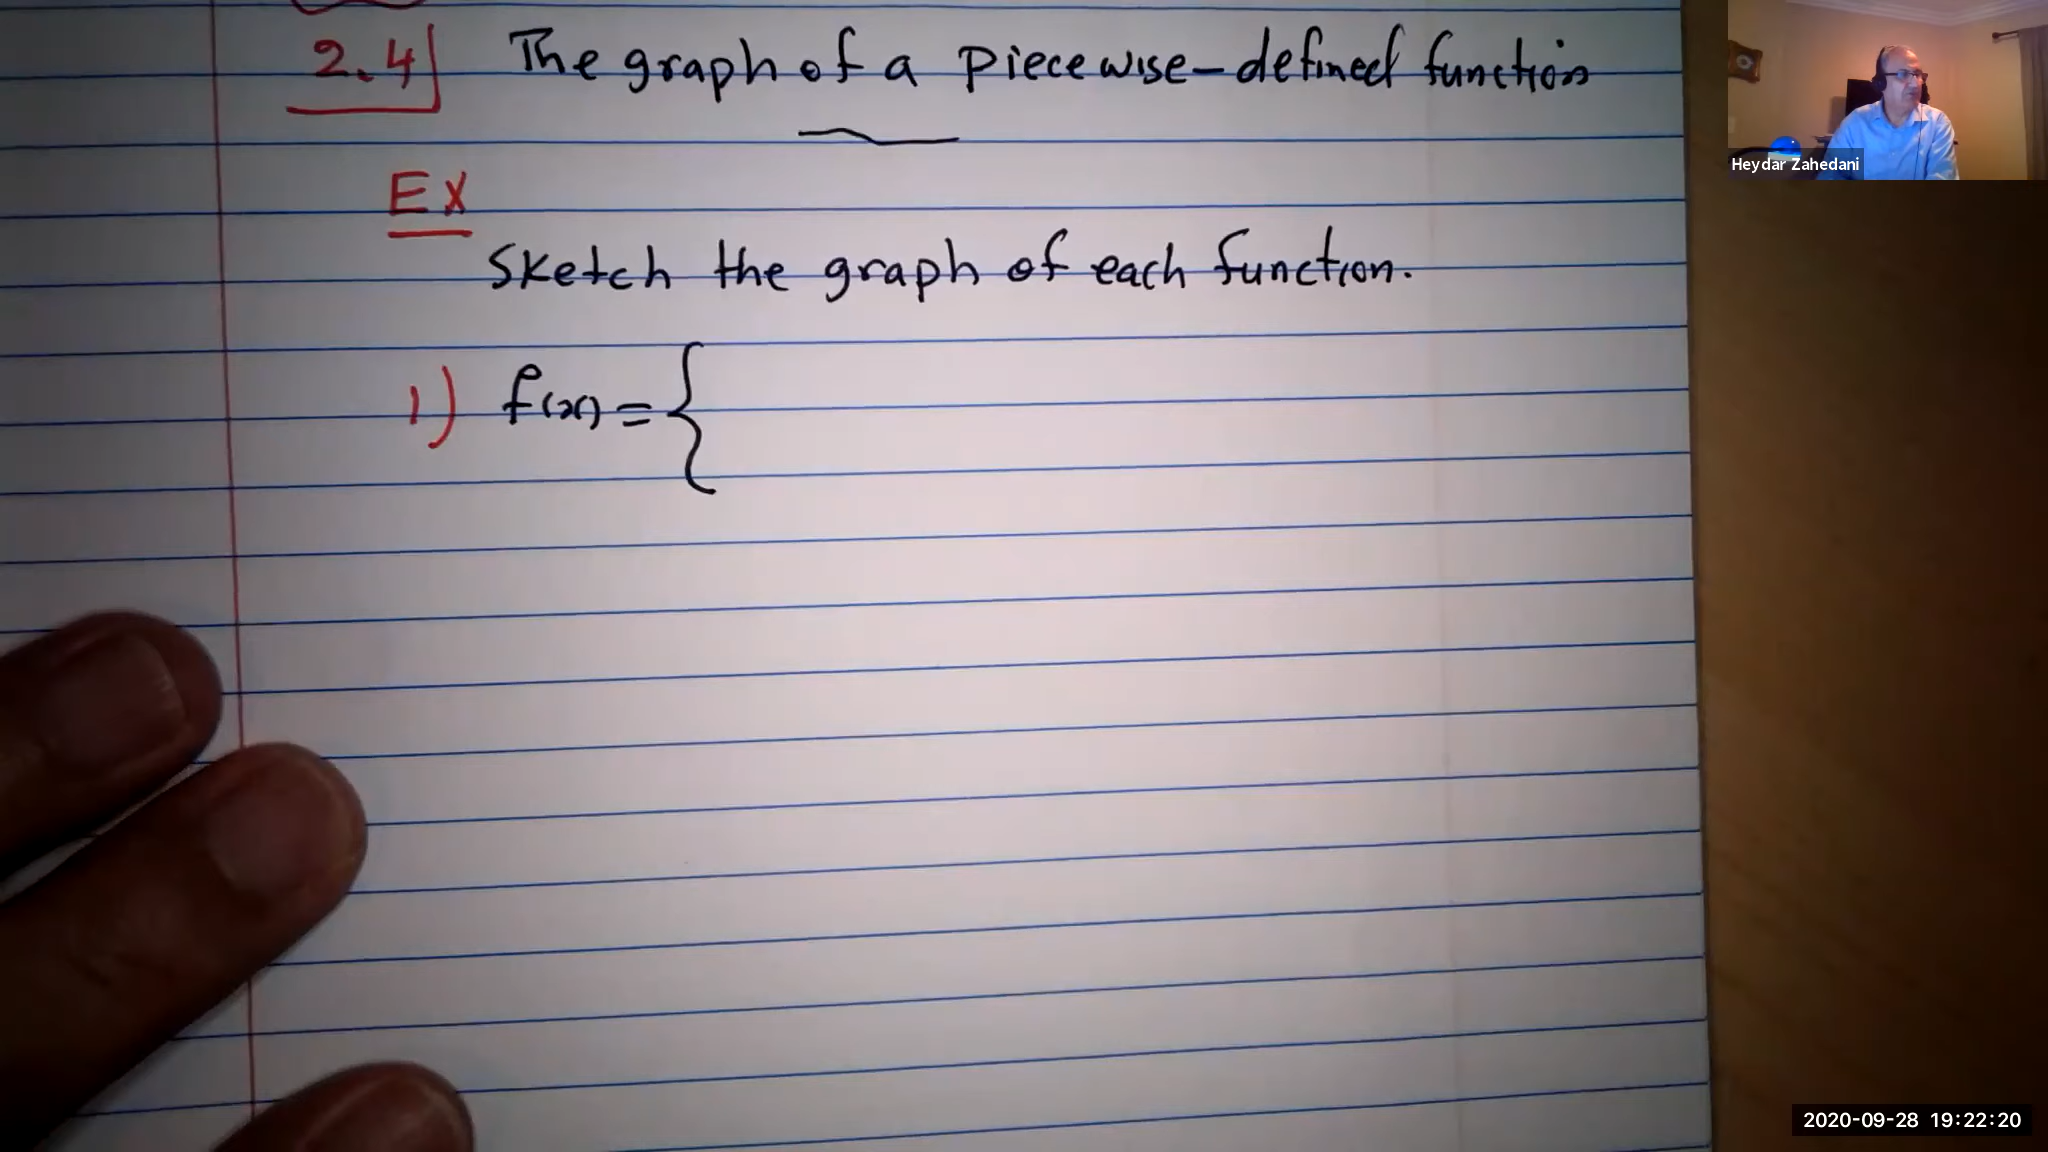 2.4 The graph of a piecewise-defined function
Heydar Zahedani
Ex
Sketch the graph of each function.
1) f(x) = {
2020-09-28 19:22:20